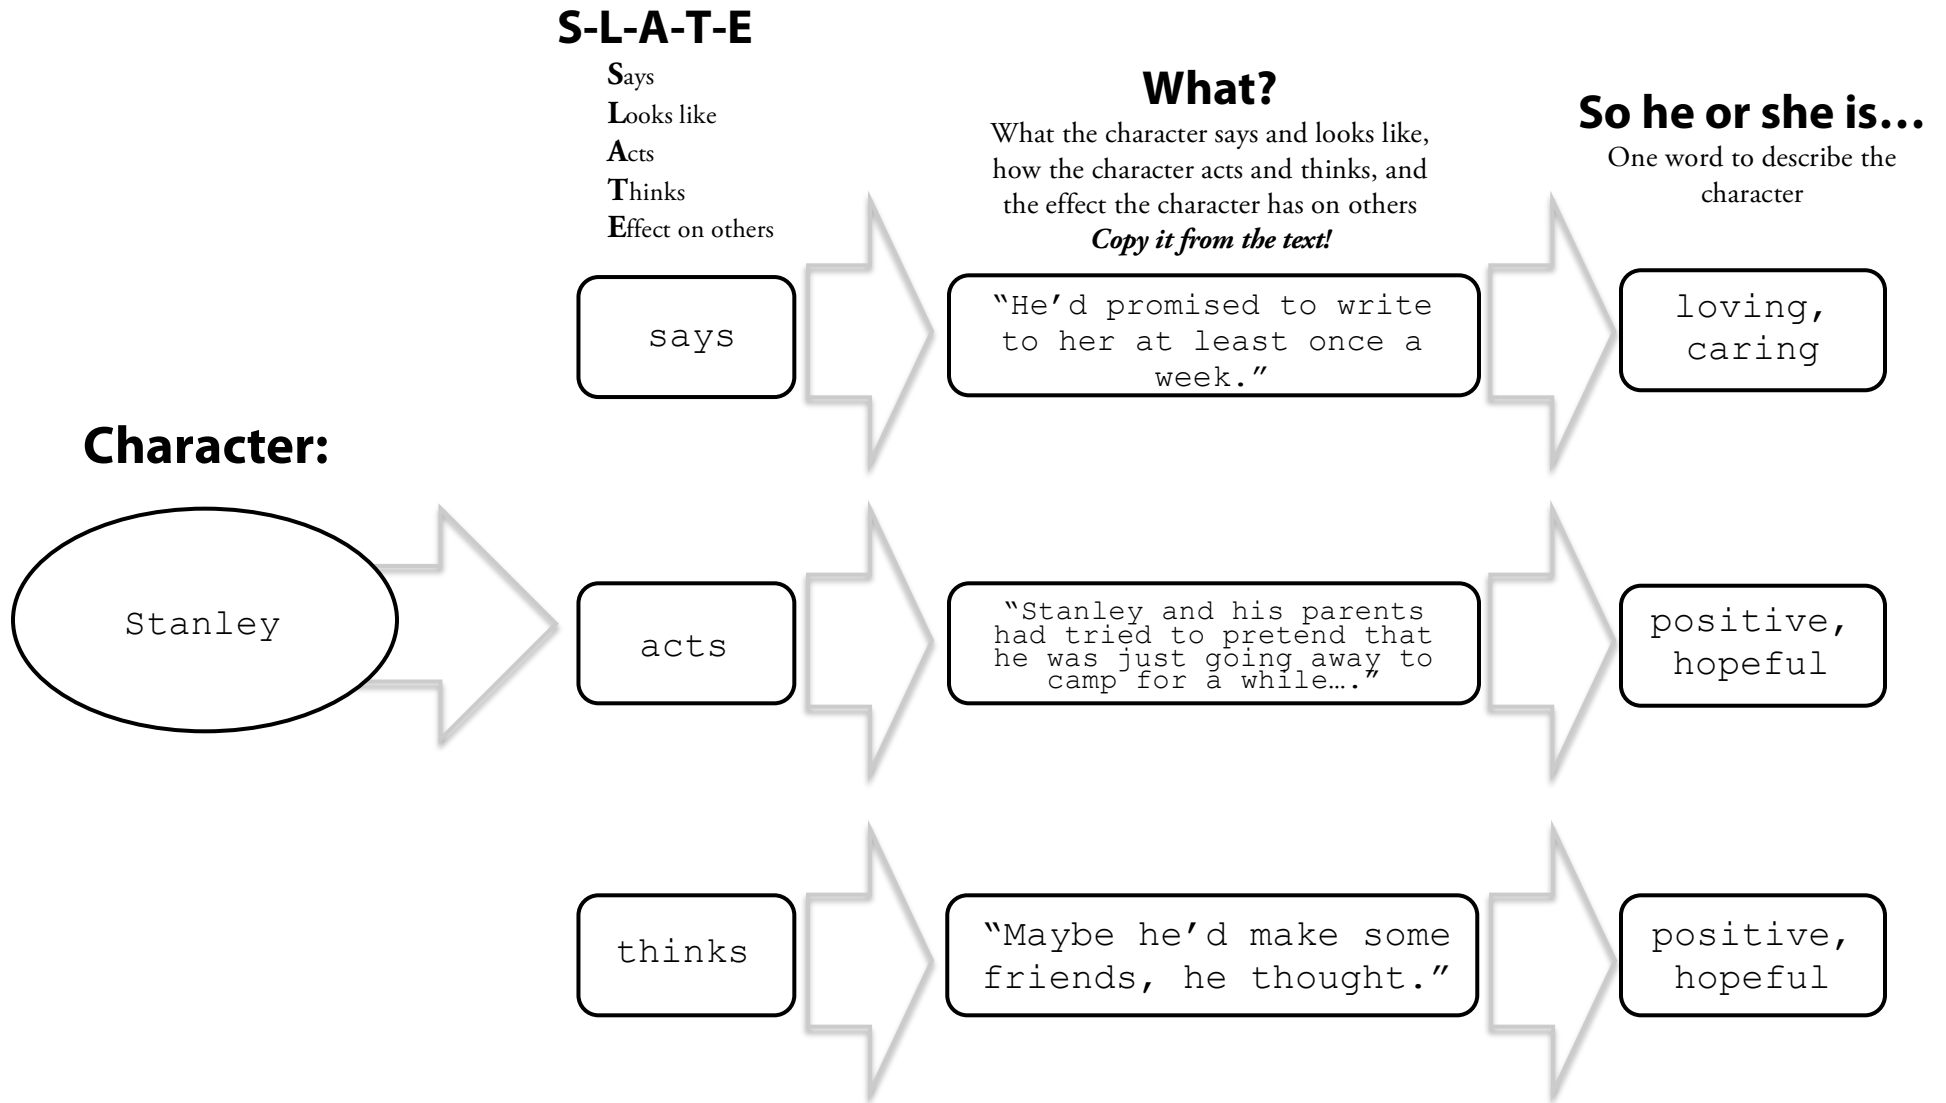 S-L-A-T-E
Says
Looks like
Acts
Thinks
Effect on others
What?
What the character says and looks like,
how the character acts and thinks, and
the effect the character has on others
Copy it from the text!
So he or she is…
One word to describe the
character
Character:
Stanley
says
“He’d promised to write
to her at least once a
week.”
loving,
caring
acts
“Stanley and his parents
had tried to pretend that
he was just going away to
camp for a while….”
positive,
hopeful
thinks
“Maybe he’d make some
friends, he thought.”
positive,
hopeful